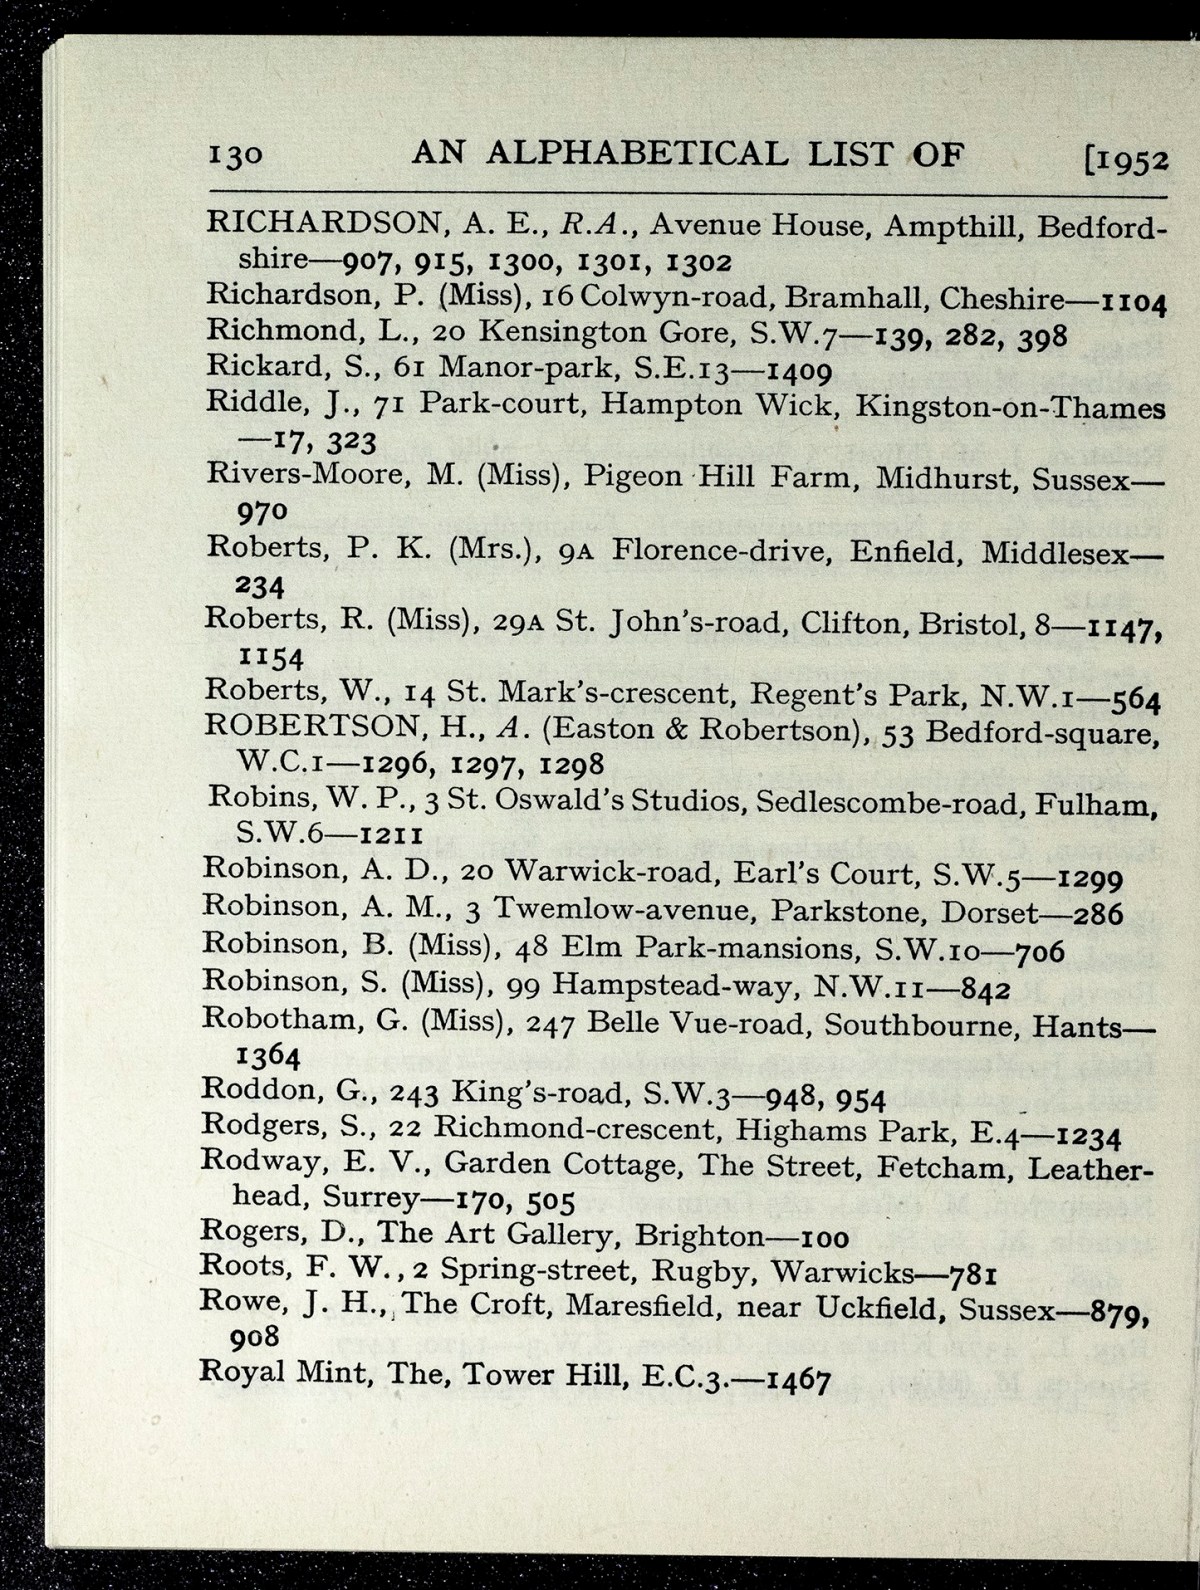 130 AN ALPHABETICAL LIST OF [1952
RICHARDSON, A. E., R.A., Avenue House, Ampthill, Bedford-
shire—907, 915, 1300, 1301, 1302
Richardson, P. (Miss), 16 Colwyn-road, Bramhall, Cheshire—1104
Richmond, L., 20 Kensington Gore, S.W.7—139, 282, 398
Rickard, S., 61 Manor-park, S.E.13—1409
Riddle, J., 71 Park-court, Hampton Wick, Kingston-on-Thames
—17, 323
Rivers-Moore, M. (Miss), Pigeon Hill Farm, Midhurst, Sussex—
970
Roberts, P. K. (Mrs.), 9A Florence-drive, Enfield, Middlesex—
234
Roberts, R. (Miss), 29A St. John's-road, Clifton, Bristol, 8—1147,
1154
Roberts, W., 14 St. Mark's-crescent, Regent's Park, N.W.1—564
ROBERTSON, H., A. (Easton & Robertson), 53 Bedford-square,
W.C.1—1296, 1297, 1298
Robins, W. P., 3 St. Oswald's Studios, Sedlescombe-road, Fulham,
S.W.6—1211
Robinson, A. D., 20 Warwick-road, Earl's Court, S.W.5—1299
Robinson, A. M., 3 Twemlow-avenue, Parkstone, Dorset—286
Robinson, B. (Miss), 48 Elm Park-mansions, S.W.10—706
Robinson, S. (Miss), 99 Hampstead-way, N.W.11—842
Robotham, G. (Miss), 247 Belle Vue-road, Southbourne, Hants—
1364
Roddon, G., 243 King's-road, S.W.3—948, 954
Rodgers, S., 22 Richmond-crescent, Highams Park, E.4—1234
Rodway, E. V., Garden Cottage, The Street, Fetcham, Leather-
head, Surrey—170, 505
Rogers, D., The Art Gallery, Brighton—100
Roots, F. W., 2 Spring-street, Rugby, Warwicks—781
Rowe, J. H., The Croft, Maresfield, near Uckfield, Sussex—879,
908
Royal Mint, The, Tower Hill, E.C.3.—1467